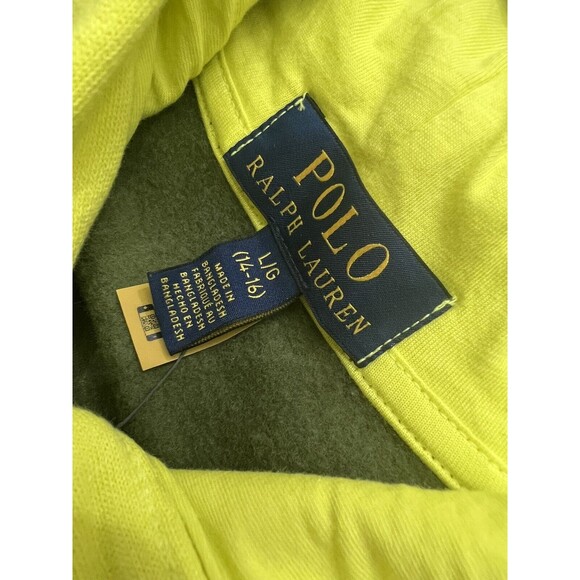 POLO
RALPH LAUREN
L/G
(14-16)
MADE IN
BANGLADESH
FABRIQUÉ AU
BANGLADESH
HECHO EN
BANGLADESH